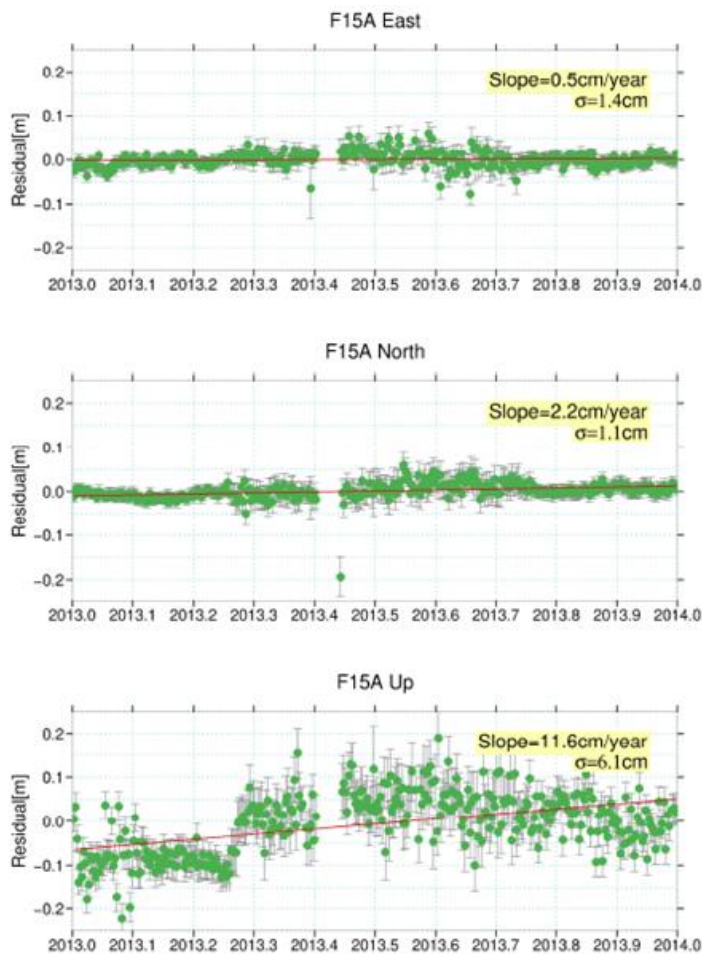 F15A East
Slope=0.5cm/year
σ=1.4cm
Residual[m]
0.2
0.1
0.0
−0.1
−0.2
2013.0 2013.1 2013.2 2013.3 2013.4 2013.5 2013.6 2013.7 2013.8 2013.9 2014.0
F15A North
Slope=2.2cm/year
σ=1.1cm
Residual[m]
0.2
0.1
0.0
−0.1
−0.2
2013.0 2013.1 2013.2 2013.3 2013.4 2013.5 2013.6 2013.7 2013.8 2013.9 2014.0
F15A Up
Slope=11.6cm/year
σ=6.1cm
Residual[m]
0.2
0.1
0.0
−0.1
−0.2
2013.0 2013.1 2013.2 2013.3 2013.4 2013.5 2013.6 2013.7 2013.8 2013.9 2014.0